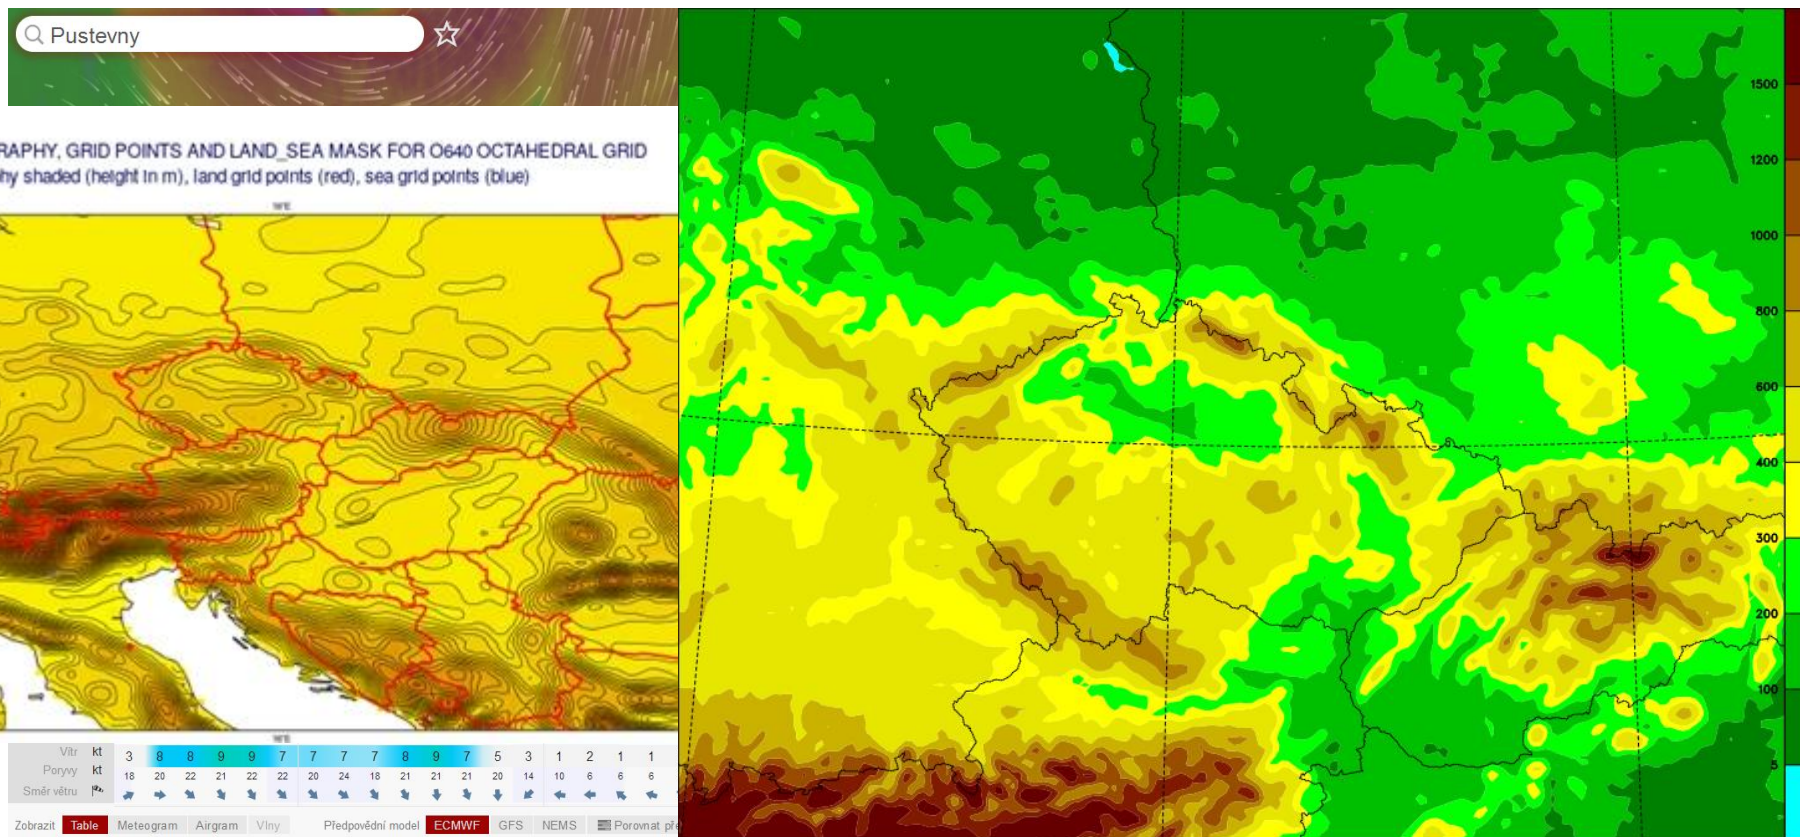 Pustevny
RAPHY, GRID POINTS AND LAND_SEA MASK FOR O640 OCTAHEDRAL GRID
hy shaded (height in m), land grid points (red), sea grid points (blue)
1500
1200
1000
800
600
400
300
200
100
5
Vítr kt 3 8 8 9 9 7 7 7 7 8 9 7 5 3 1 2 1 1
Poryvy kt 18 20 22 21 22 22 20 24 18 21 21 21 20 14 10 6 6 6
Směr větru
Zobrazit Table Meteogram Airgram Vlny Předpovědní model ECMWF GFS NEMS Porovnat pře